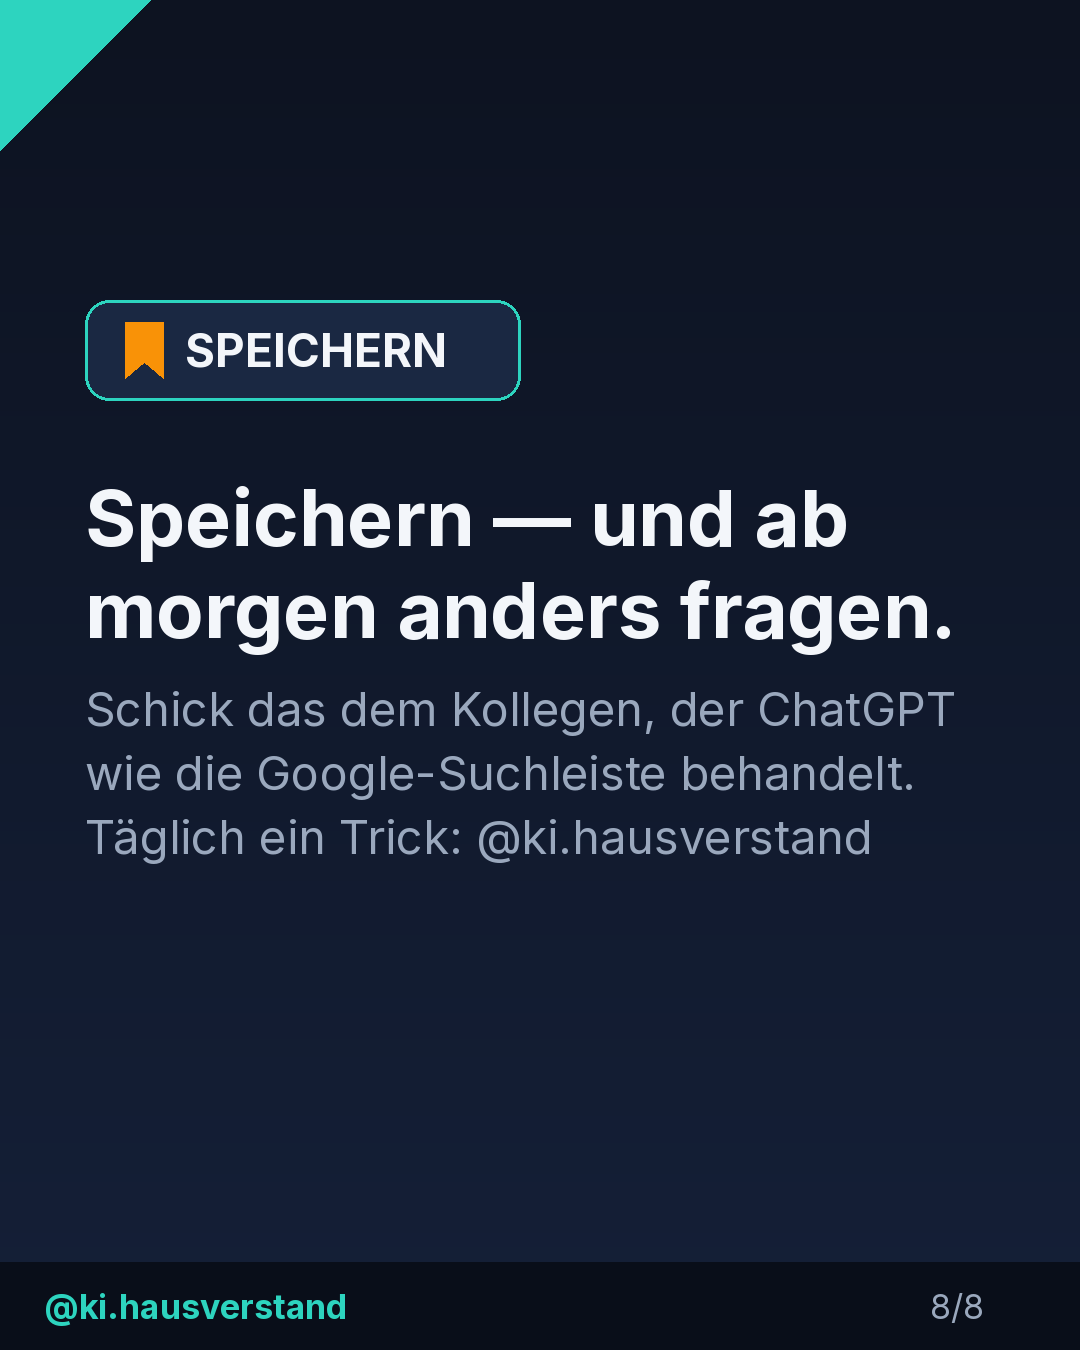 SPEICHERN
Speichern — und ab
morgen anders fragen.
Schick das dem Kollegen, der ChatGPT
wie die Google-Suchleiste behandelt.
Täglich ein Trick: @ki.hausverstand
@ki.hausverstand
8/8